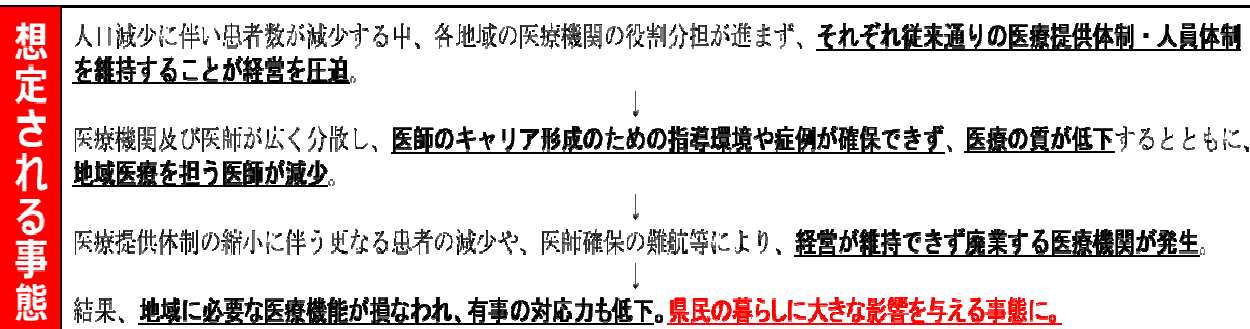 想定される事態
人口減少に伴い患者数が減少する中、各地域の医療機関の役割分担が進まず、それぞれ従来通りの医療提供体制・人員体制
を維持することが経営を圧迫。
↓
医療機関及び医師が広く分散し、医師のキャリア形成のための指導環境や症例が確保できず、医療の質が低下するとともに、
地域医療を担う医師が減少。
↓
医療提供体制の縮小に伴う更なる患者の減少や、医師確保の難航等により、経営が維持できず廃業する医療機関が発生。
↓
結果、地域に必要な医療機能が損なわれ、有事の対応力も低下。県民の暮らしに大きな影響を与える事態に。